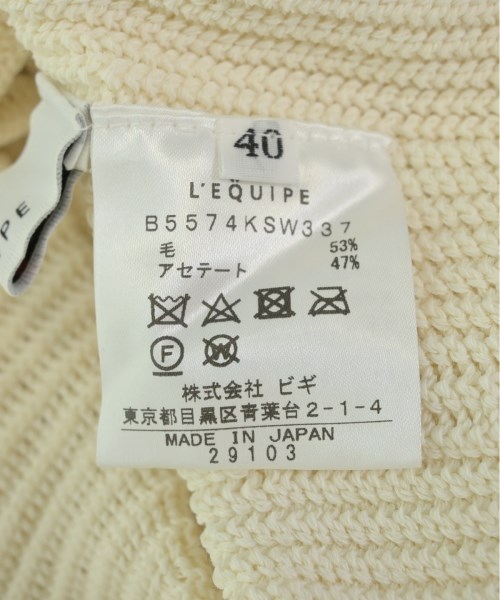 40
L'EQUIPE
B5574KSW337
毛 53%
アセテート 47%
F
W
株式会社 ビギ
東京都目黒区青葉台2-1-4
MADE IN JAPAN
29103
PE